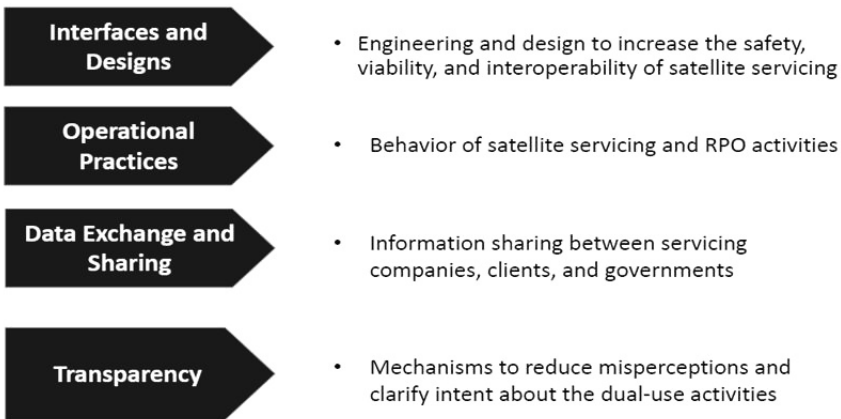 Interfaces and
Designs
• Engineering and design to increase the safety,
viability, and interoperability of satellite servicing
Operational
Practices
• Behavior of satellite servicing and RPO activities
Data Exchange and
Sharing
• Information sharing between servicing
companies, clients, and governments
Transparency
• Mechanisms to reduce misperceptions and
clarify intent about the dual-use activities